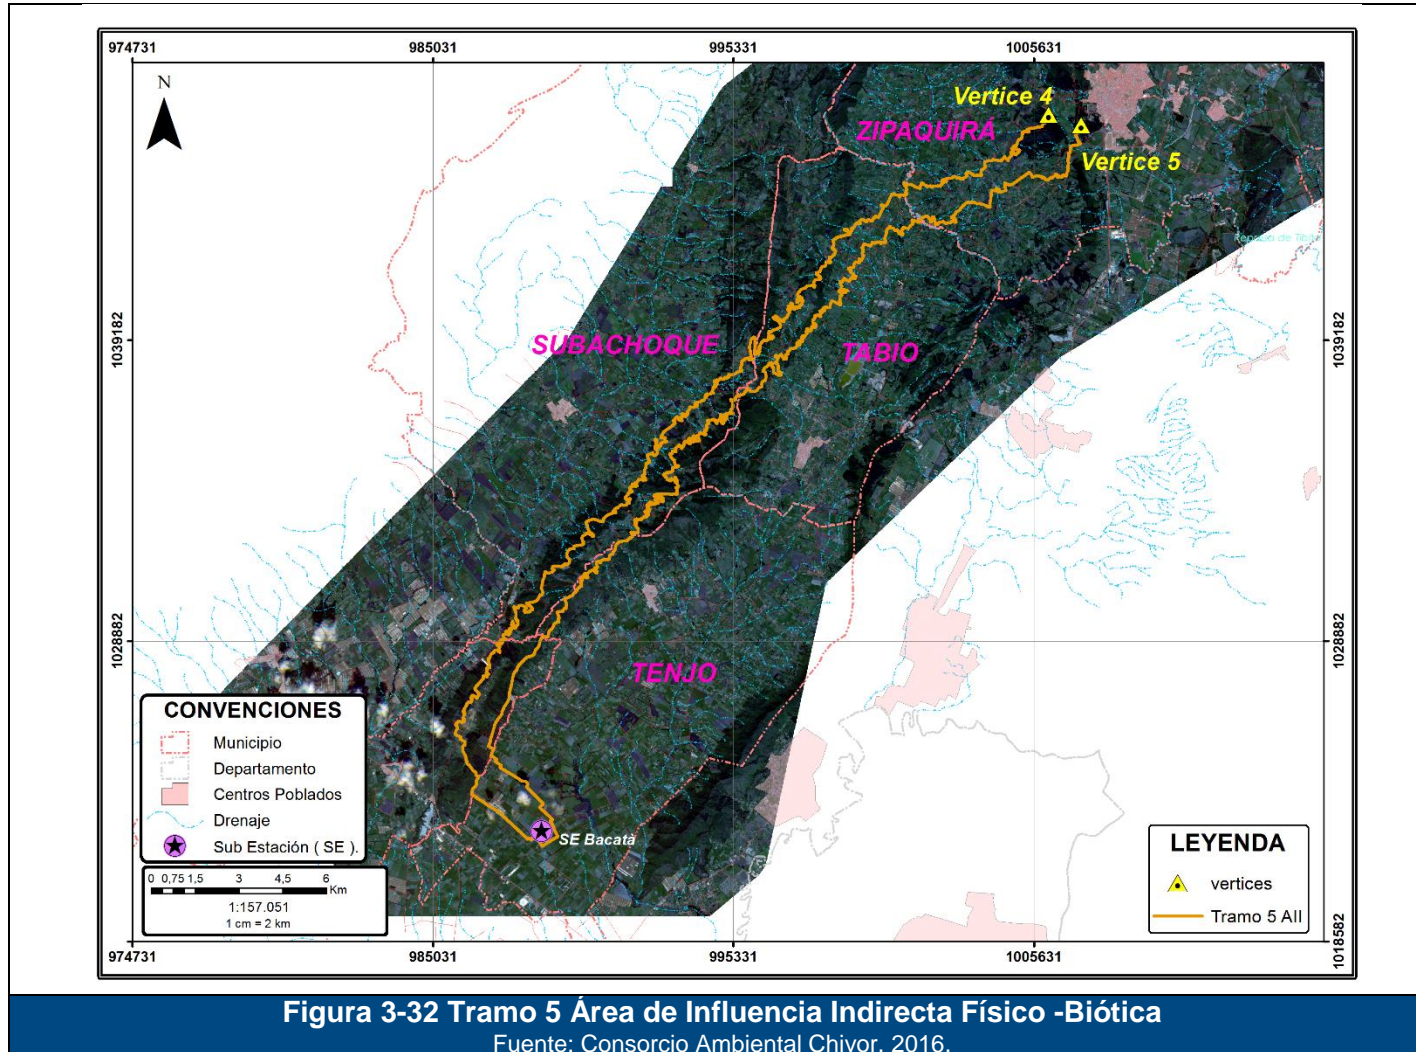 974731
985031
995331
1005631
N
Vertice 4
ZIPAQUIRÁ
Vertice 5
1039182
1039182
SUBACHOQUE
TABIO
1028882
1028882
TENJO
CONVENCIONES
Municipio
Departamento
Centros Poblados
Drenaje
Sub Estación ( SE ).
SE Bacatá
0 0,75 1,5 3 4,5 6
Km
1:157.051
1 cm = 2 km
LEYENDA
vertices
Tramo 5 AII
1018582
974731
985031
995331
1005631
Figura 3-32 Tramo 5 Área de Influencia Indirecta Físico -Biótica
Fuente: Consorcio Ambiental Chivor, 2016.